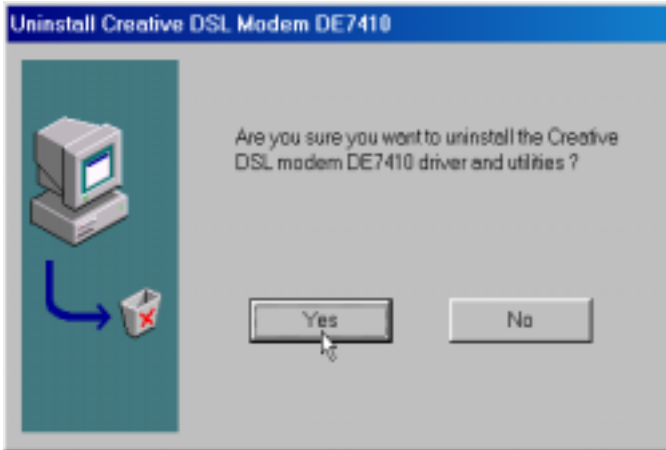 Uninstall Creative DSL Modem DE7410
Are you sure you want to uninstall the Creative
DSL modem DE7410 driver and utilities ?
Yes
No